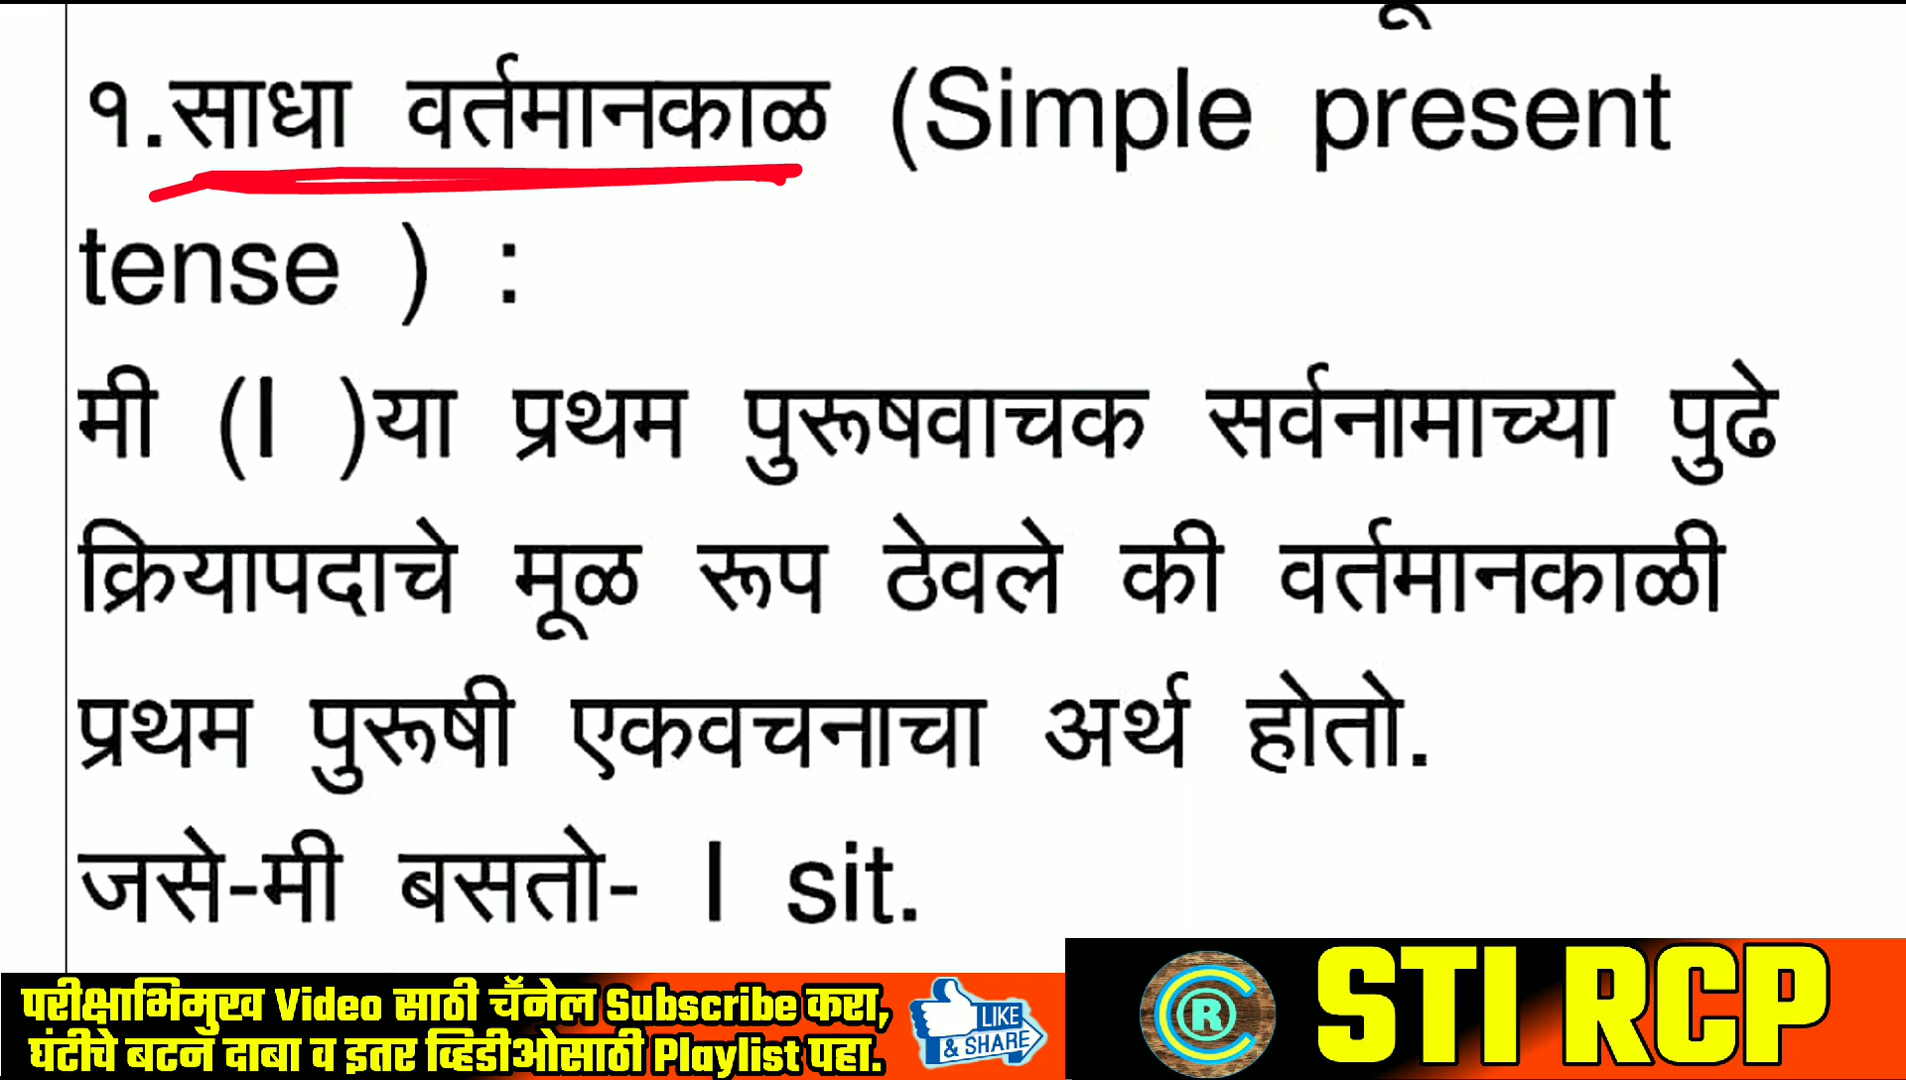 १.साधा वर्तमानकाळ (Simple present
tense ) :
मी (I )या प्रथम पुरूषवाचक सर्वनामाच्या पुढे
क्रियापदाचे मूळ रूप ठेवले की वर्तमानकाळी
प्रथम पुरूषी एकवचनाचा अर्थ होतो.
जसे-मी बसतो- I sit.
परीक्षाभिमुख Video साठी चॅनेल Subscribe करा,
घंटीचे बटन दाबा व इतर व्हिडीओसाठी Playlist पहा.
LIKE
& SHARE
C R
STI RCP